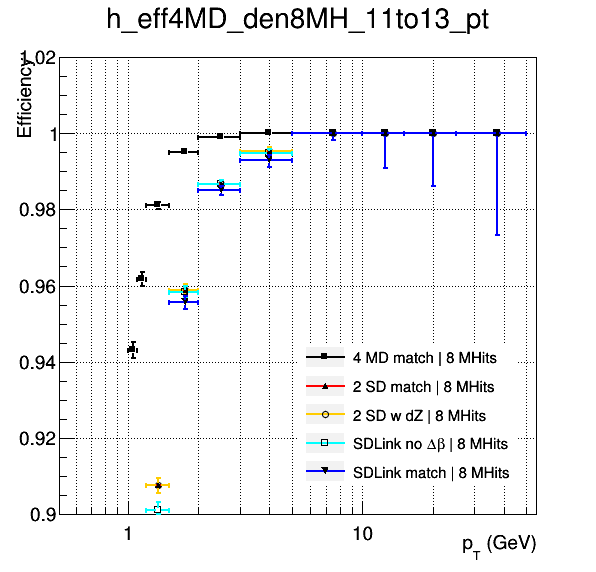 h_eff4MD_den8MH_11to13_pt
Efficiency
1.02
1
0.98
0.96
0.94
0.92
0.9
4 MD match | 8 MHits
2 SD match | 8 MHits
2 SD w dZ | 8 MHits
SDLink no Δβ | 8 MHits
SDLink match | 8 MHits
1
10
p_T (GeV)